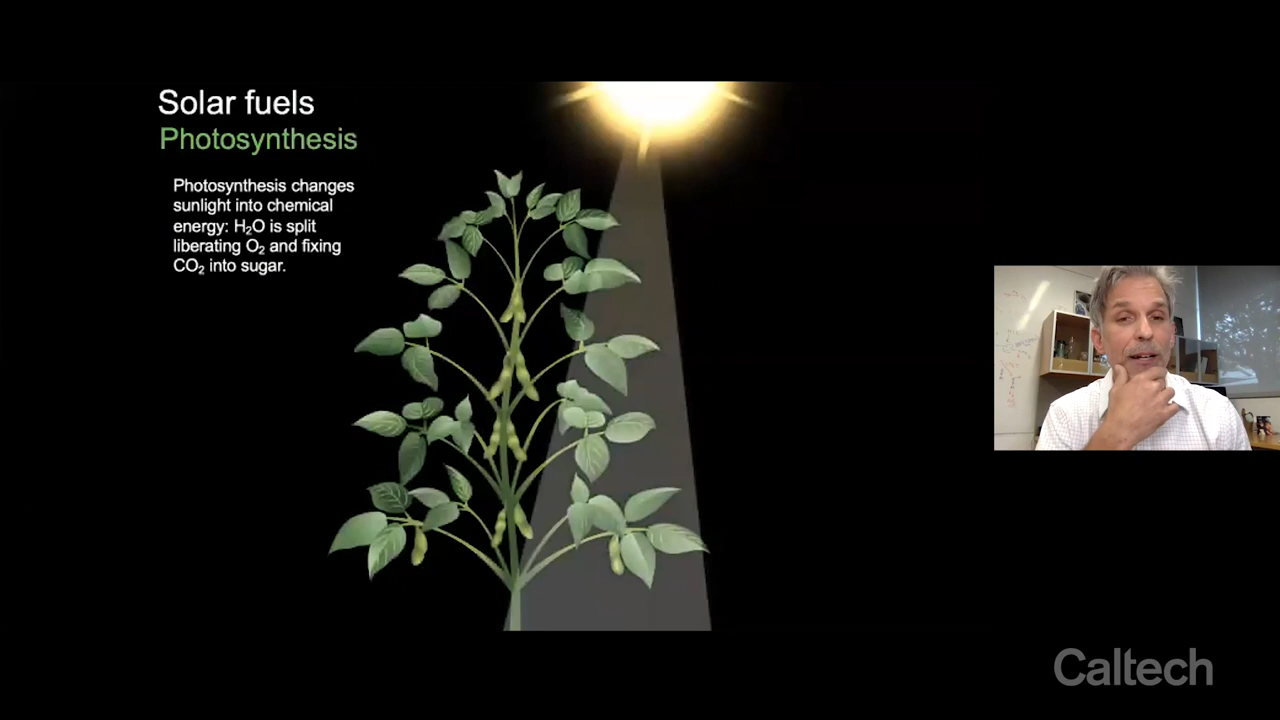 Solar fuels
Photosynthesis
Photosynthesis changes
sunlight into chemical
energy: H₂O is split
liberating O₂ and fixing
CO₂ into sugar.
Caltech